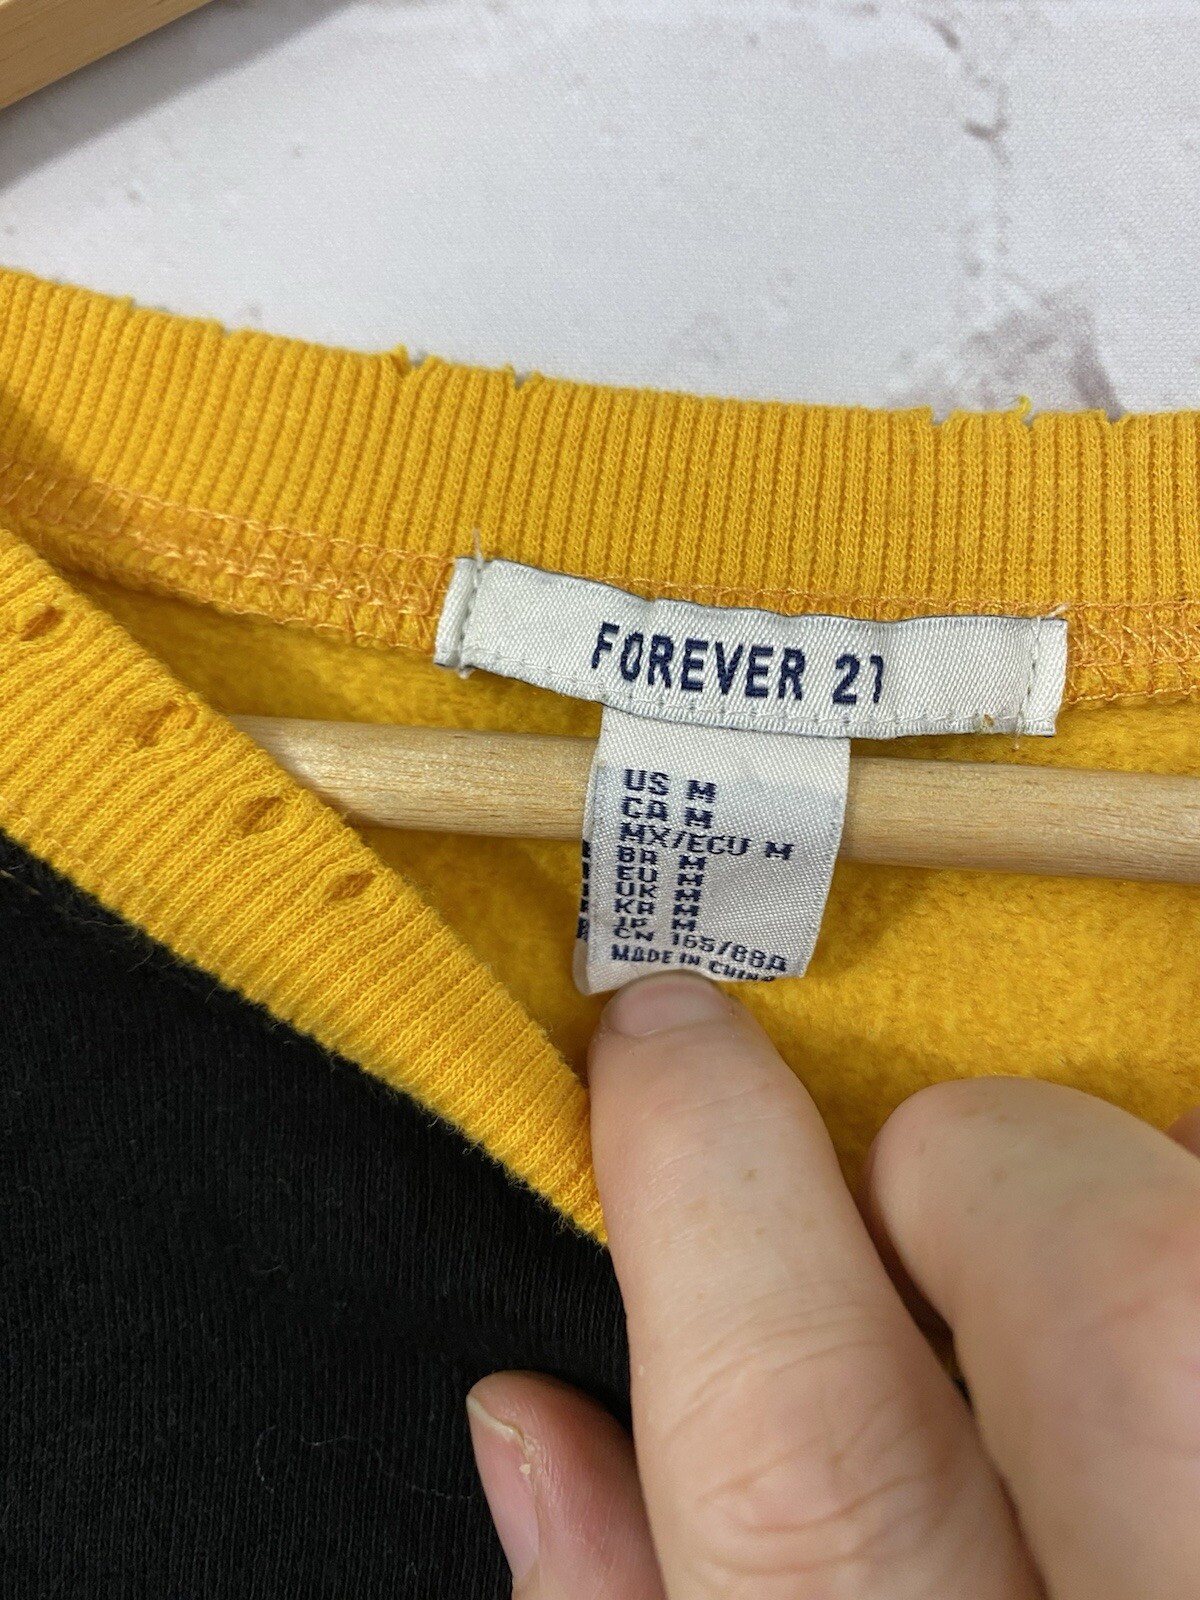 FOREVER 21
US M
CA M
MX/ECU M
BR M
EU M
UK M
KR M
JP M
CN 165/88A
MADE IN CHINA